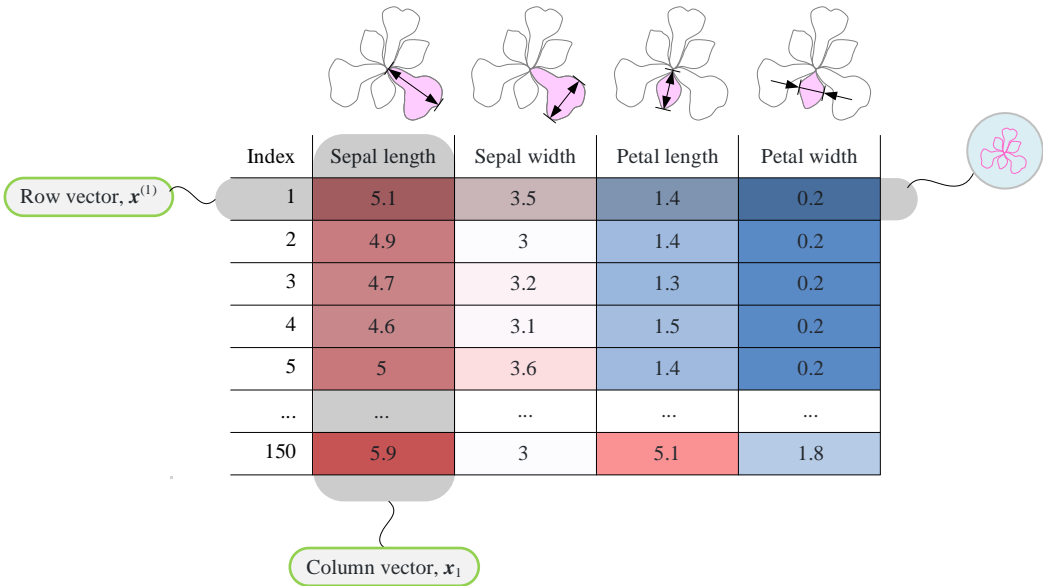 Index Sepal length Sepal width Petal length Petal width
Row vector, x^(1)
1 5.1 3.5 1.4 0.2
2 4.9 3 1.4 0.2
3 4.7 3.2 1.3 0.2
4 4.6 3.1 1.5 0.2
5 5 3.6 1.4 0.2
... ... ... ... ...
150 5.9 3 5.1 1.8
Column vector, x₁